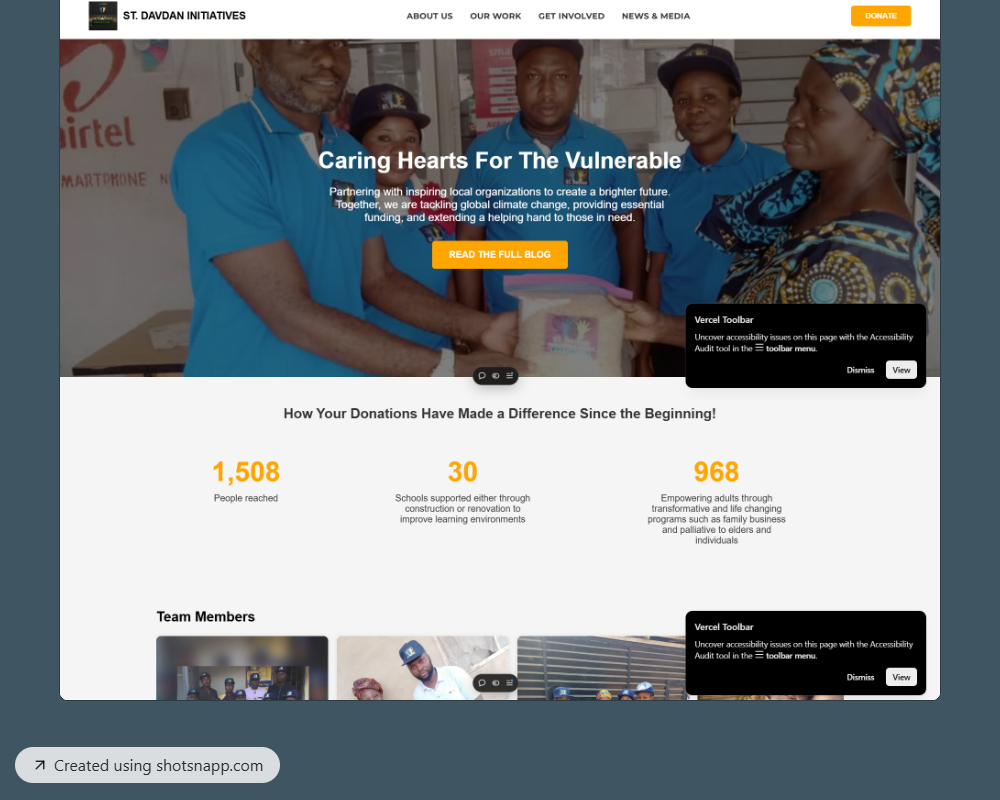 ST. DAVDAN INITIATIVES
ABOUT US
OUR WORK
GET INVOLVED
NEWS & MEDIA
DONATE
airtel
MARTPHONE N
Caring Hearts For The Vulnerable
Partnering with inspiring local organizations to create a brighter future.
Together, we are tackling global climate change, providing essential
funding, and extending a helping hand to those in need.
READ THE FULL BLOG
Vercel Toolbar
Uncover accessibility issues on this page with the Accessibility
Audit tool in the ☰ toolbar menu.
Dismiss
View
How Your Donations Have Made a Difference Since the Beginning!
1,508
People reached
30
Schools supported either through
construction or renovation to
improve learning environments
968
Empowering adults through
transformative and life changing
programs such as family business
and palliative to elders and
individuals
Team Members
Vercel Toolbar
Uncover accessibility issues on this page with the Accessibility
Audit tool in the ☰ toolbar menu.
Dismiss
View
Created using shotsnapp.com